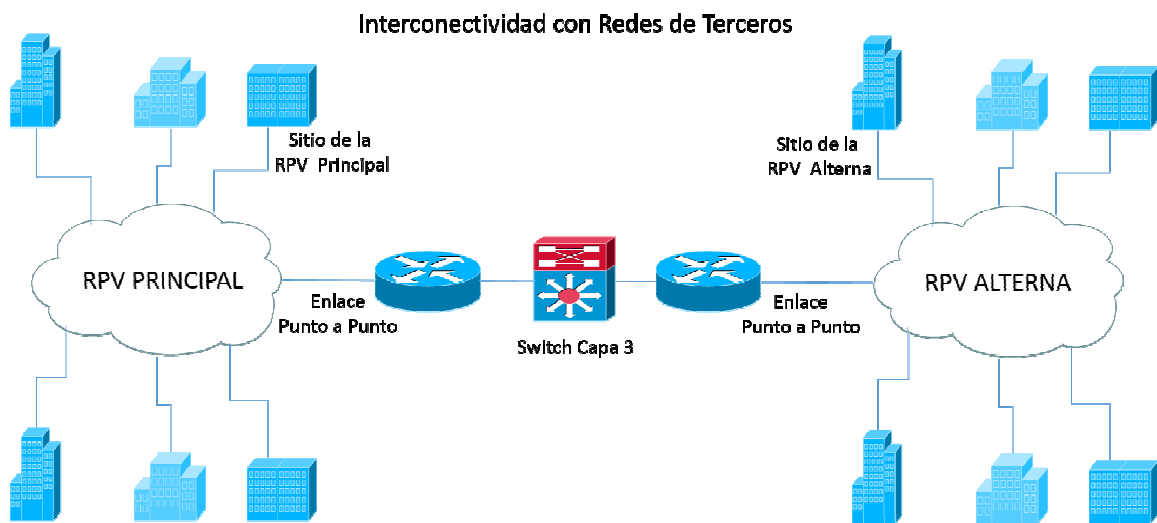 Interconectividad con Redes de Terceros
Sitio de la
RPV Principal
Sitio de la
RPV Alterna
RPV PRINCIPAL
Enlace
Punto a Punto
Switch Capa 3
Enlace
Punto a Punto
RPV ALTERNA